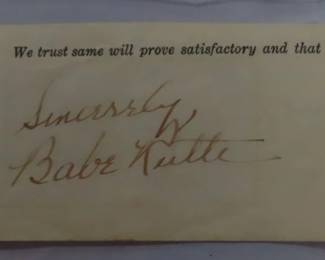 We trust same will prove satisfactory and that
Sincerely
Babe Ruth